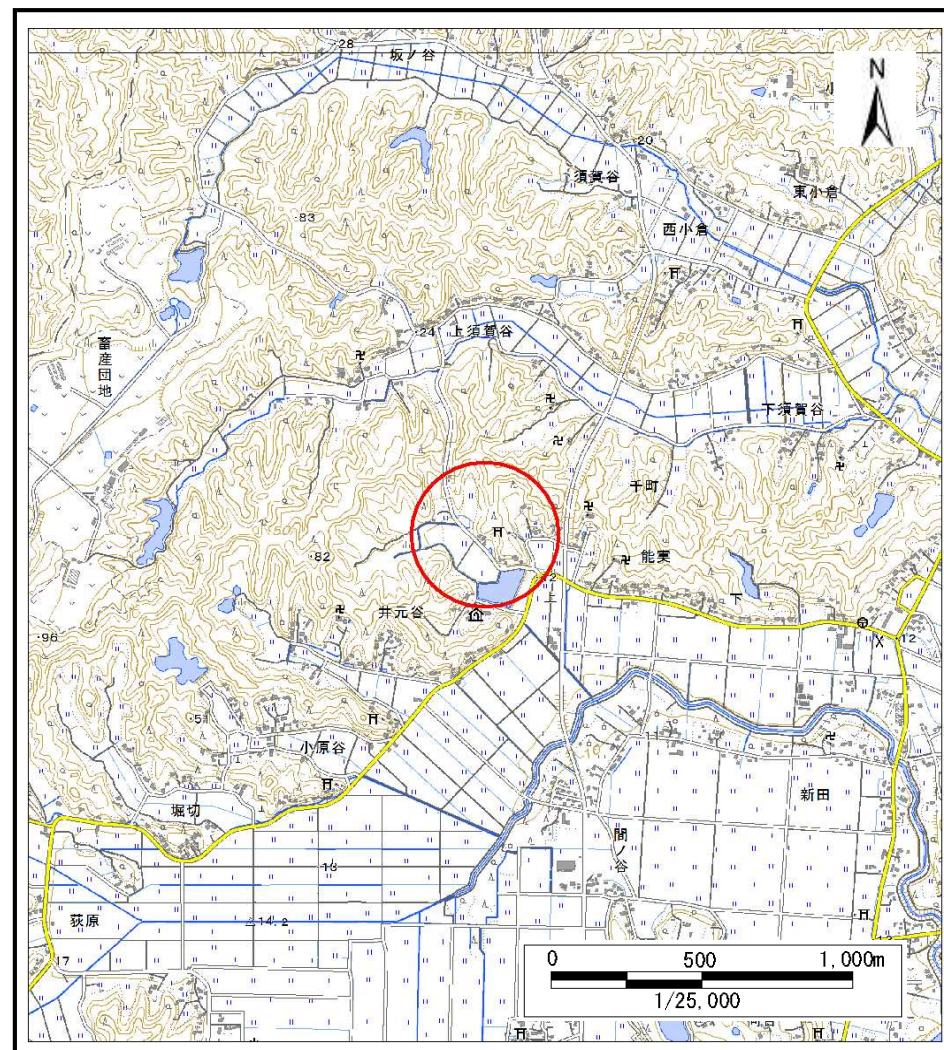 28
坂ノ谷
N
20
須賀谷
東小倉
西小倉
83
24
上須賀谷
畜産団地
下須賀谷
千町
82
能実
上
下
井元谷
12
96
小原谷
新田
堀切
間ノ谷
13
荻原
14.2
17
0 500 1,000m
1/25,000